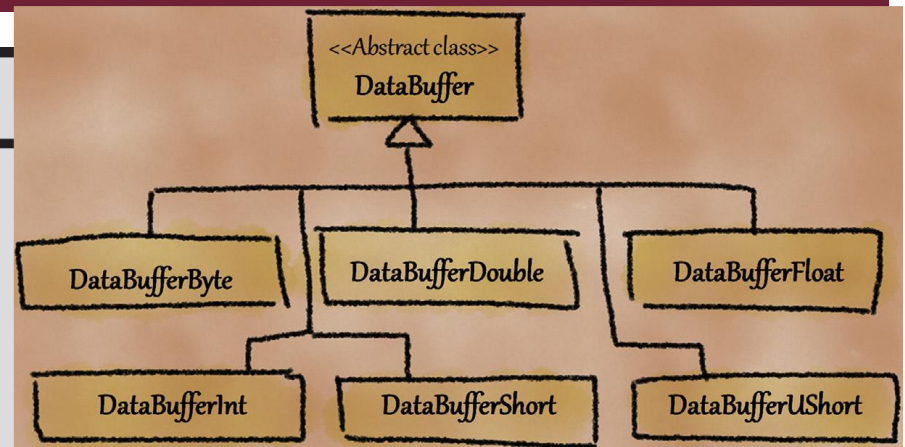 <<Abstract class>>
DataBuffer
DataBufferByte
DataBufferDouble
DataBufferFloat
DataBufferInt
DataBufferShort
DataBufferUShort